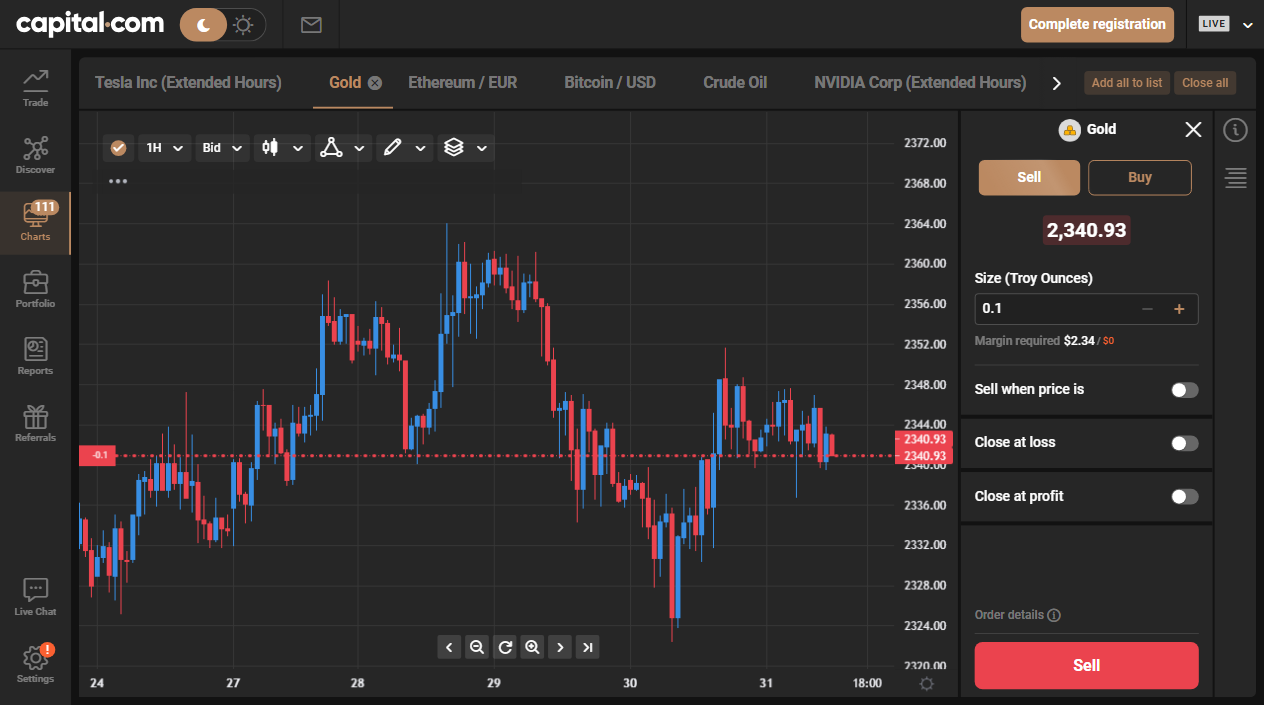 capital.com
Complete registration
LIVE
Trade
Discover
111
Charts
Portfolio
Reports
Referrals
Live Chat
!
Settings
Tesla Inc (Extended Hours)
Gold
Ethereum / EUR
Bitcoin / USD
Crude Oil
NVIDIA Corp (Extended Hours)
Add all to list
Close all
1H
Bid
2372.00
2368.00
2364.00
2360.00
2356.00
2352.00
2348.00
2344.00
2340.93
2340.93
2340.00
2336.00
2332.00
2328.00
2324.00
2320.00
-0.1
24
27
28
29
30
31
18:00
Gold
Sell
Buy
2,340.93
Size (Troy Ounces)
0.1
Margin required $2.34 / $0
Sell when price is
Close at loss
Close at profit
Order details
Sell